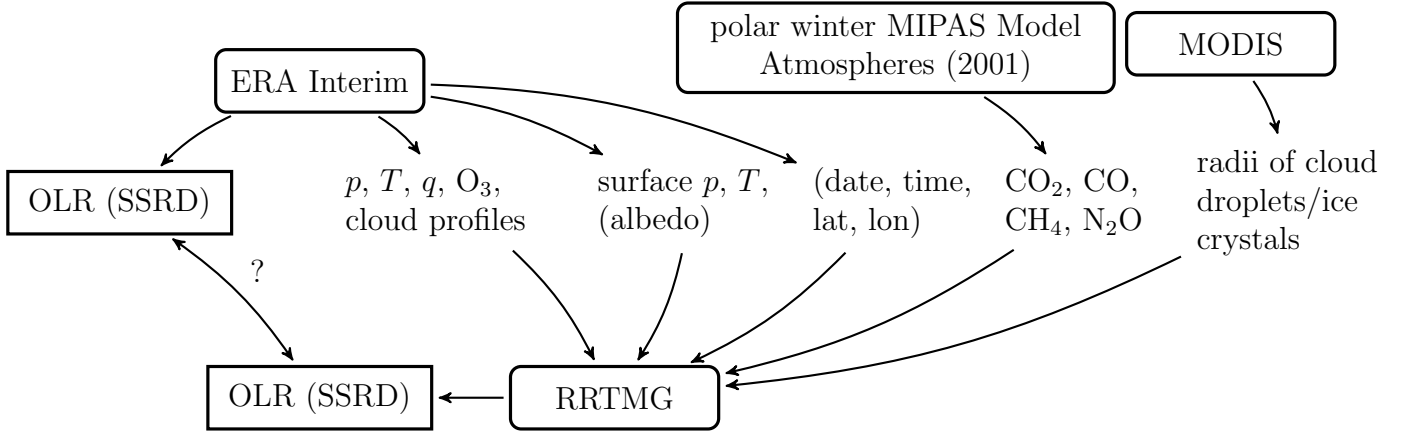 polar winter MIPAS Model
Atmospheres (2001)
MODIS
ERA Interim
OLR (SSRD)
p, T, q, O₃,
cloud profiles
surface p, T,
(albedo)
(date, time,
lat, lon)
CO₂, CO,
CH₄, N₂O
radii of cloud
droplets/ice
crystals
?
OLR (SSRD)
RRTMG